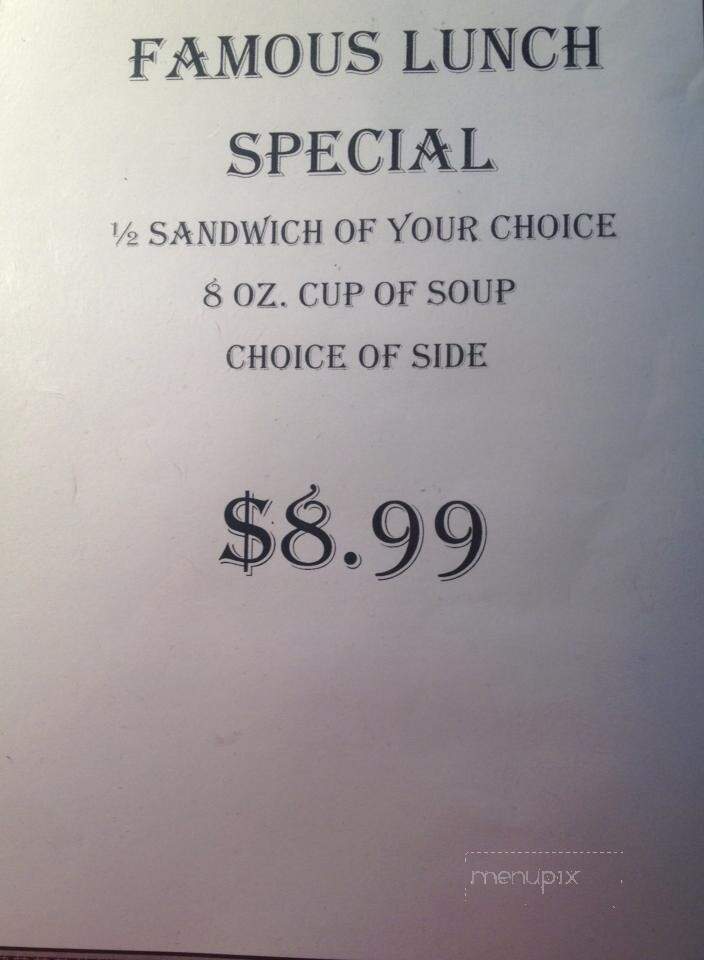 FAMOUS LUNCH
SPECIAL
½ SANDWICH OF YOUR CHOICE
8 OZ. CUP OF SOUP
CHOICE OF SIDE
$8.99
menupix